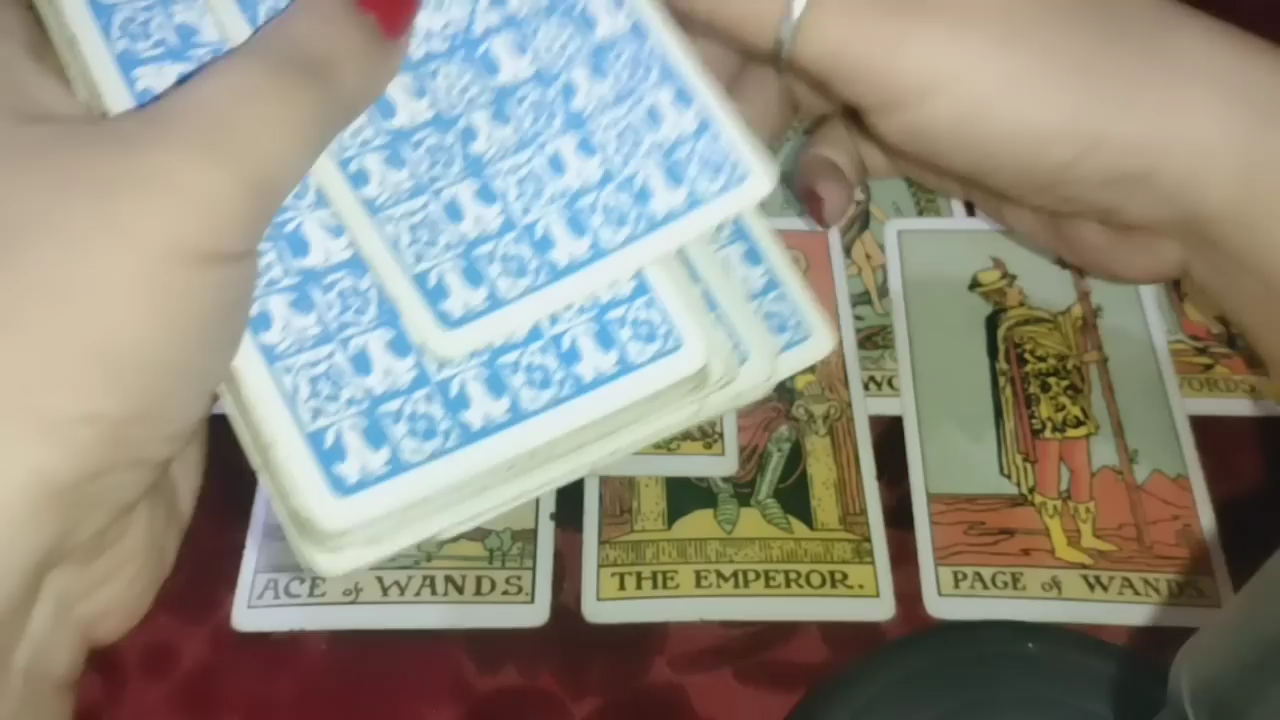 ACE of WANDS.
THE EMPEROR.
PAGE of WANDS.